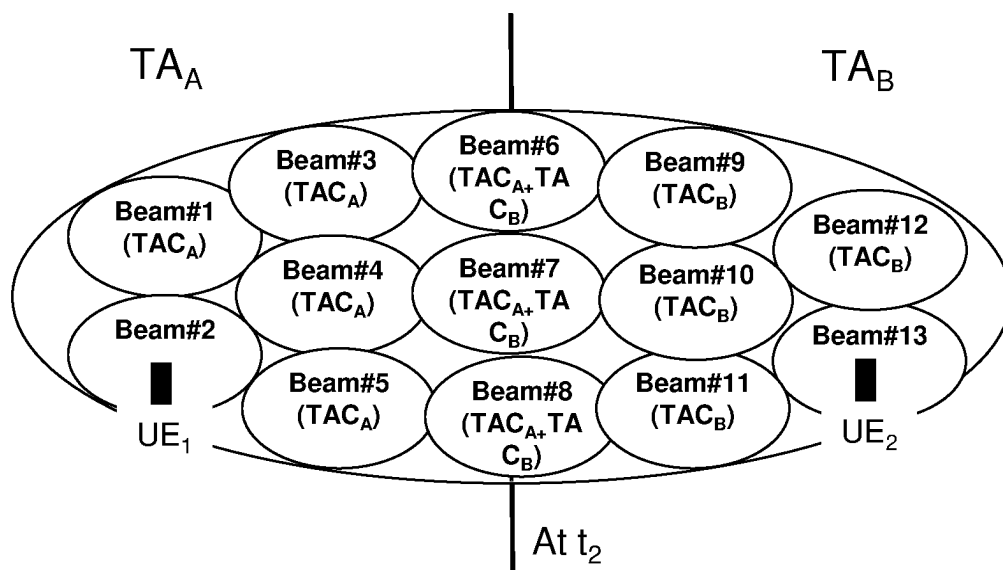 TA_A
TA_B
Beam#1
(TAC_A)
Beam#2
UE_1
Beam#3
(TAC_A)
Beam#4
(TAC_A)
Beam#5
(TAC_A)
Beam#6
(TAC_A+TA
C_B)
Beam#7
(TAC_A+TA
C_B)
Beam#8
(TAC_A+TA
C_B)
Beam#9
(TAC_B)
Beam#10
(TAC_B)
Beam#11
(TAC_B)
Beam#12
(TAC_B)
Beam#13
UE_2
At t_2